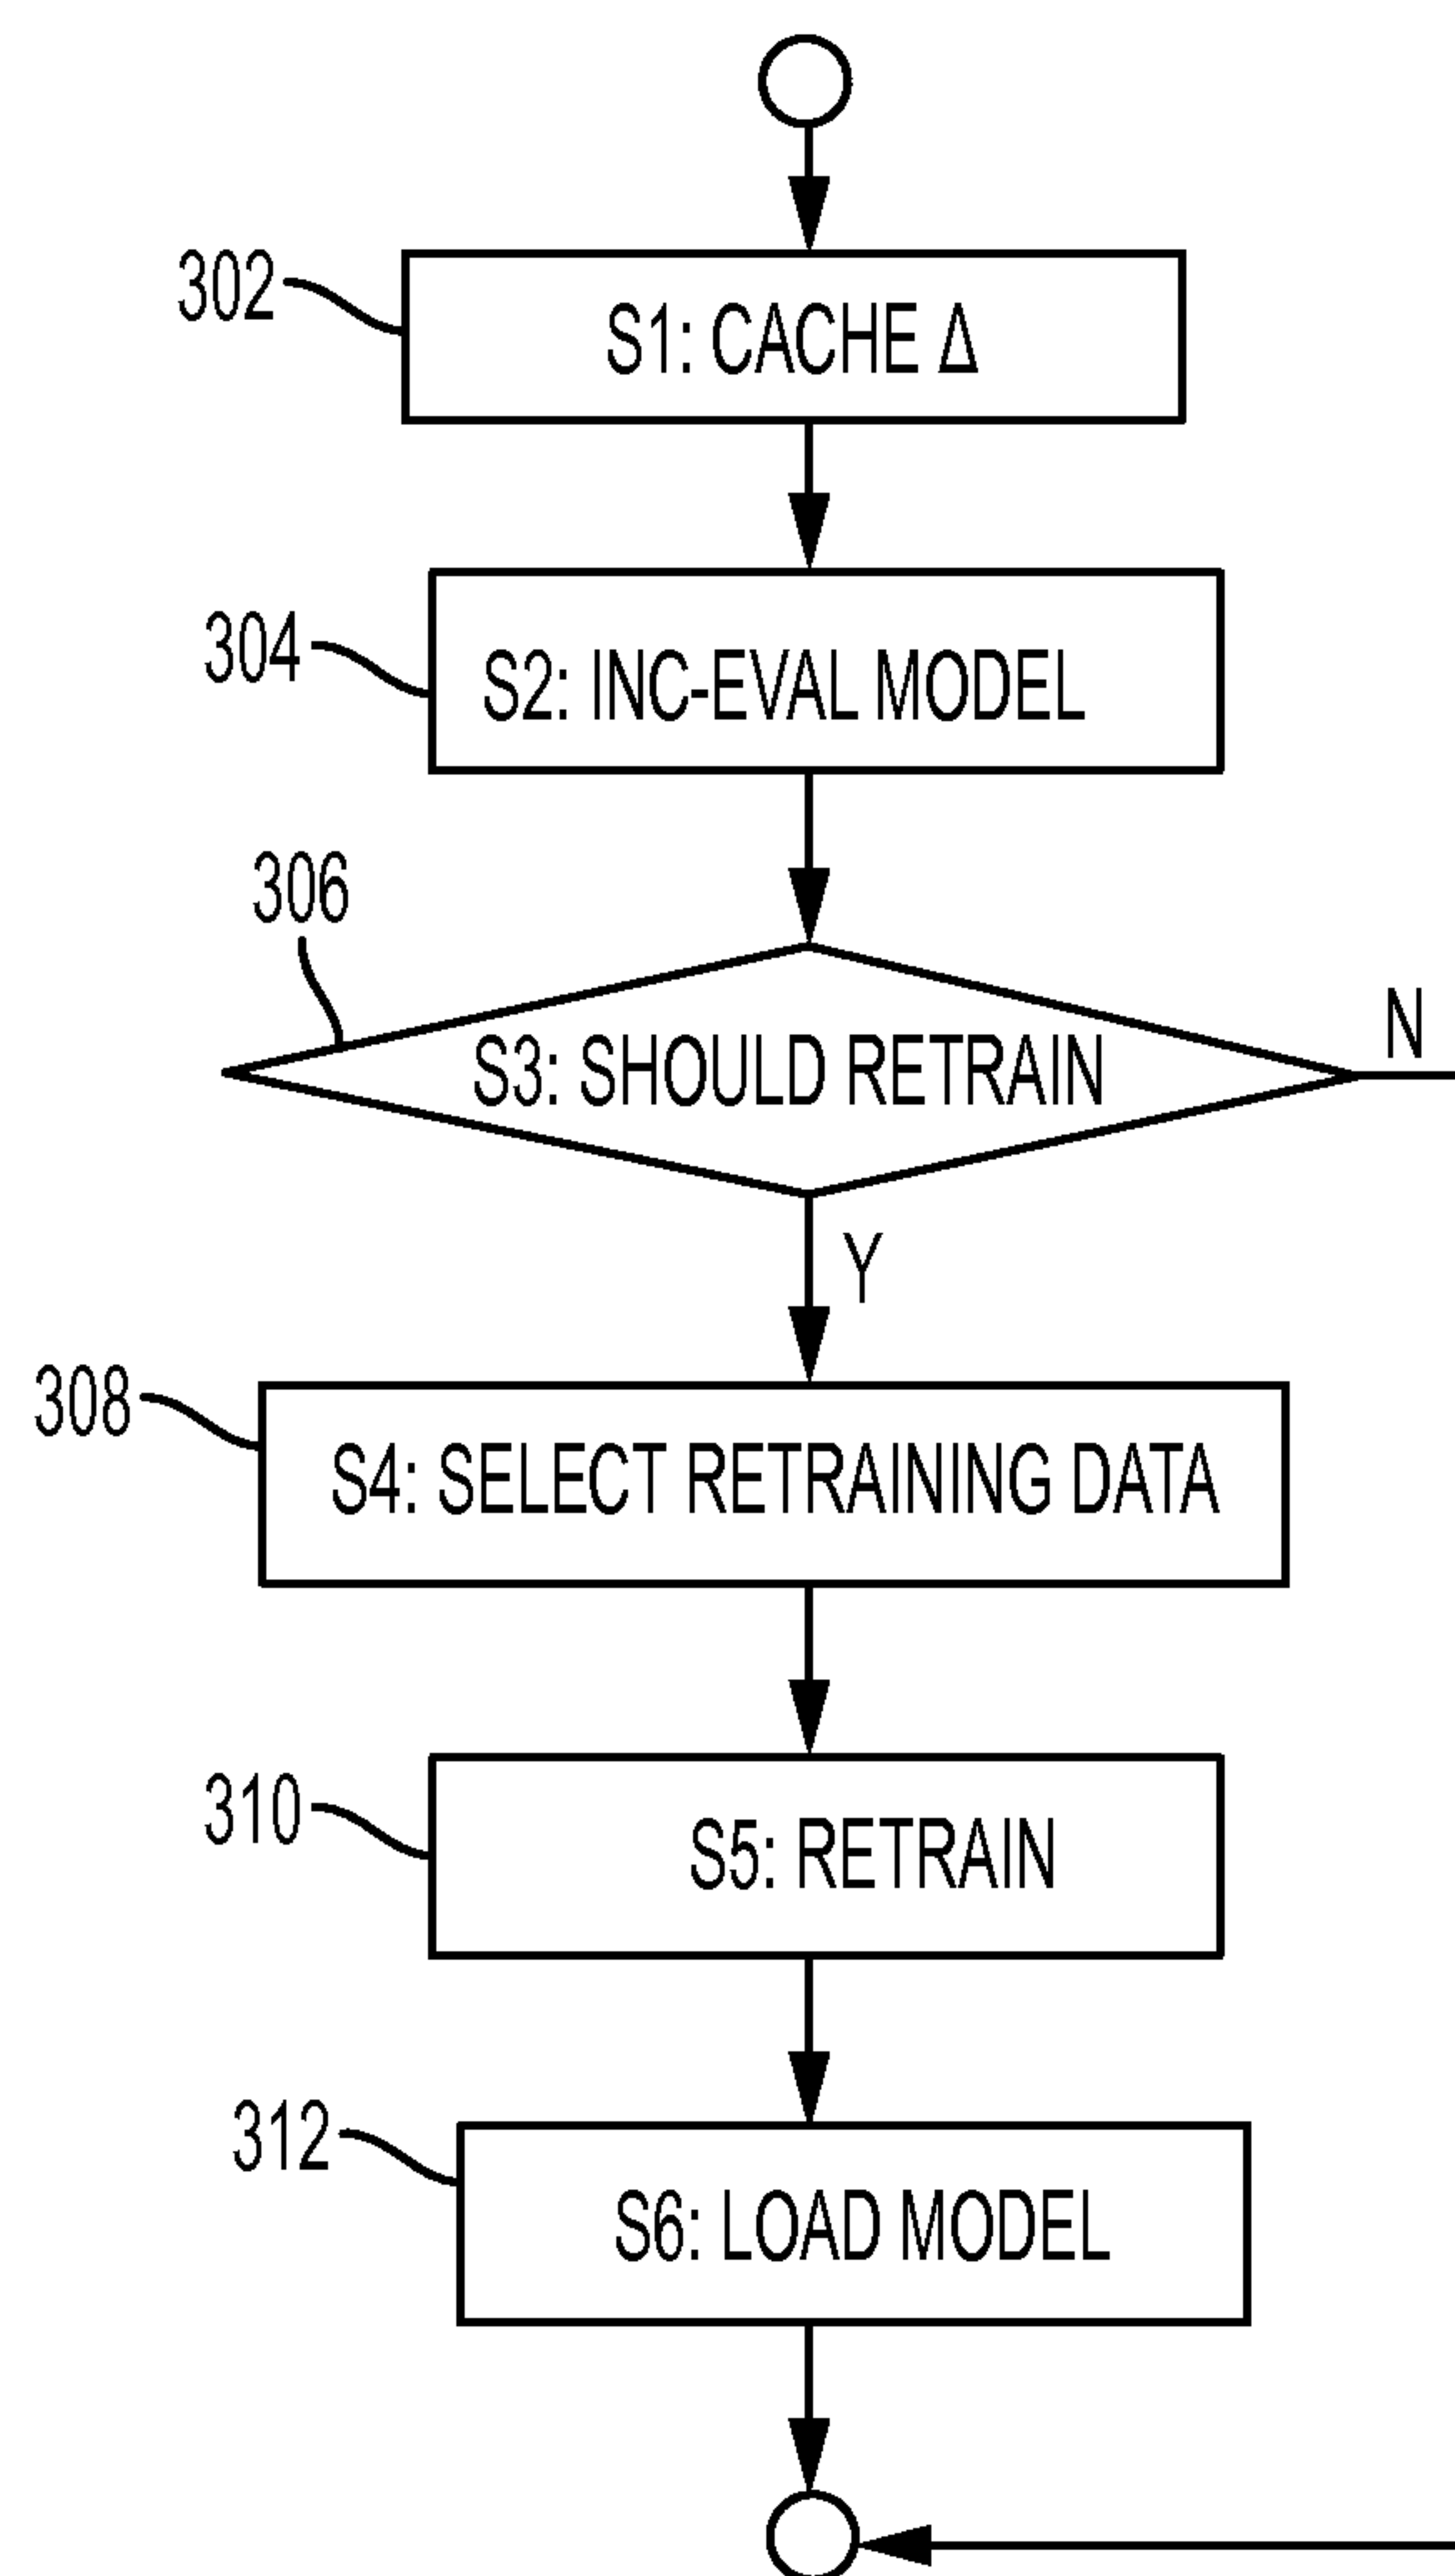 302
S1: CACHE Δ
304
S2: INC-EVAL MODEL
306
S3: SHOULD RETRAIN
N
Y
308
S4: SELECT RETRAINING DATA
310
S5: RETRAIN
312
S6: LOAD MODEL